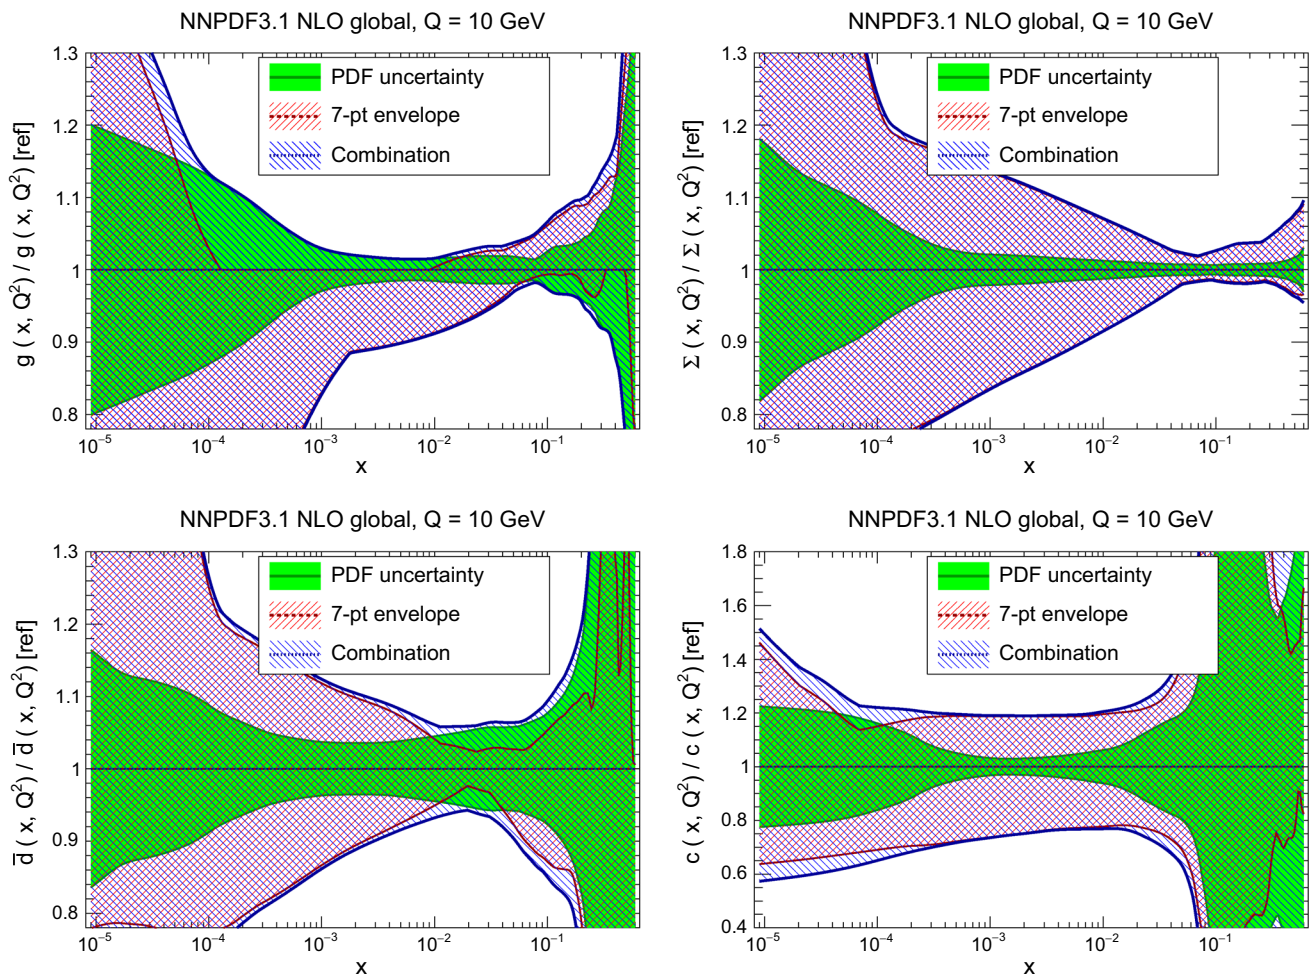 NNPDF3.1 NLO global, Q = 10 GeV
1.3
1.2
1.1
1
0.9
0.8
g ( x, Q²) / g ( x, Q²) [ref]
PDF uncertainty
7-pt envelope
Combination
10⁻⁵ 10⁻⁴ 10⁻³ 10⁻² 10⁻¹
x
NNPDF3.1 NLO global, Q = 10 GeV
1.3
1.2
1.1
1
0.9
0.8
Σ ( x, Q²) / Σ ( x, Q²) [ref]
PDF uncertainty
7-pt envelope
Combination
10⁻⁵ 10⁻⁴ 10⁻³ 10⁻² 10⁻¹
x
NNPDF3.1 NLO global, Q = 10 GeV
1.3
1.2
1.1
1
0.9
0.8
d̅ ( x, Q²) / d̅ ( x, Q²) [ref]
PDF uncertainty
7-pt envelope
Combination
10⁻⁵ 10⁻⁴ 10⁻³ 10⁻² 10⁻¹
x
NNPDF3.1 NLO global, Q = 10 GeV
1.8
1.6
1.4
1.2
1
0.8
0.6
0.4
c ( x, Q²) / c ( x, Q²) [ref]
PDF uncertainty
7-pt envelope
Combination
10⁻⁵ 10⁻⁴ 10⁻³ 10⁻² 10⁻¹
x